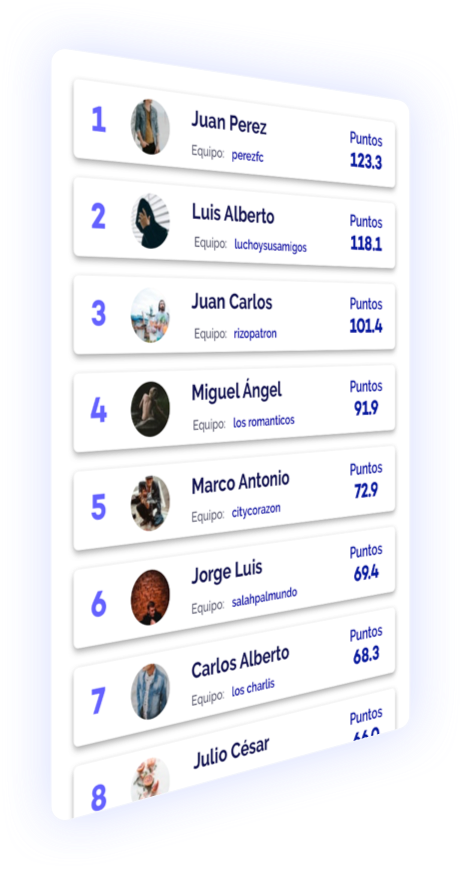 1
Juan Perez
Equipo: perezfc
Puntos
123.3
2
Luis Alberto
Equipo: luchoysusamigos
Puntos
118.1
3
Juan Carlos
Equipo: rizopatron
Puntos
101.4
4
Miguel Ángel
Equipo: los romanticos
Puntos
91.9
5
Marco Antonio
Equipo: citycorazon
Puntos
72.9
6
Jorge Luis
Equipo: salahpalmundo
Puntos
69.4
7
Carlos Alberto
Equipo: los charlis
Puntos
68.3
8
Julio César
Puntos